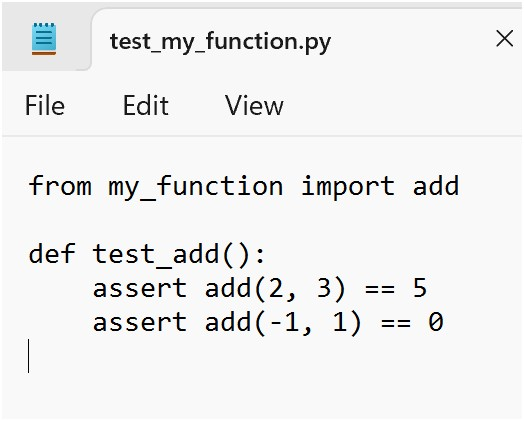 test_my_function.py
File Edit View
from my_function import add
def test_add():
    assert add(2, 3) == 5
    assert add(-1, 1) == 0